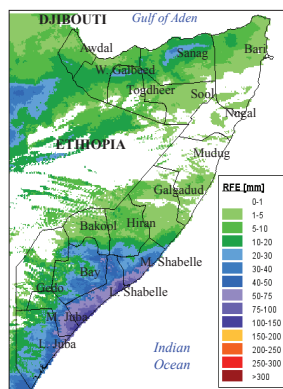 DJIBOUTI
Gulf of Aden
Awdal
Sanag
Bari
W. Galbeed
Togdheer
Sool
Nugal
ETHIOPIA
Mudug
Galgadud
Bakool
Hiran
Bay
M. Shabelle
Gedo
L. Shabelle
M. Juba
L. Juba
Indian
Ocean
RFE [mm]
0-1
1-5
5-10
10-20
20-30
30-40
40-50
50-75
75-100
100-150
150-200
200-250
250-300
>300